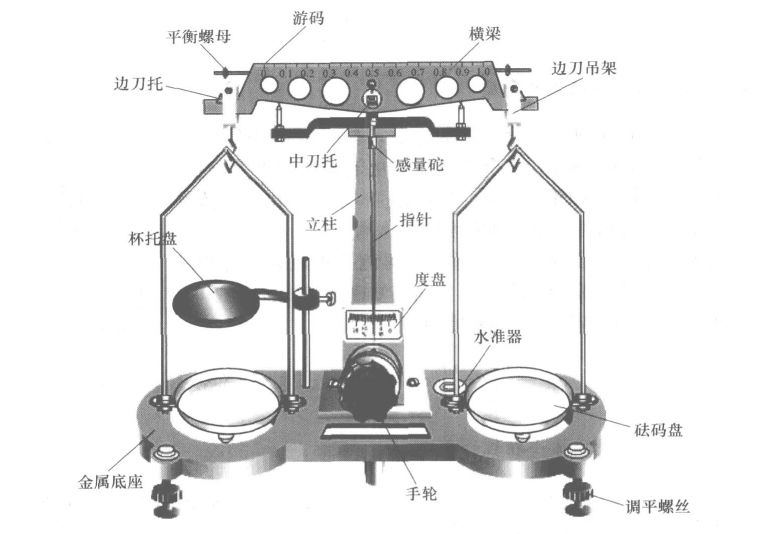 游码
横梁
平衡螺母
边刀托
边刀吊架
0 0.1 0.2 0.3 0.4 0.5 0.6 0.7 0.8 0.9 1.0
中刀托
感量砣
立柱
指针
杯托盘
度盘
水准器
砝码盘
金属底座
手轮
调平螺丝